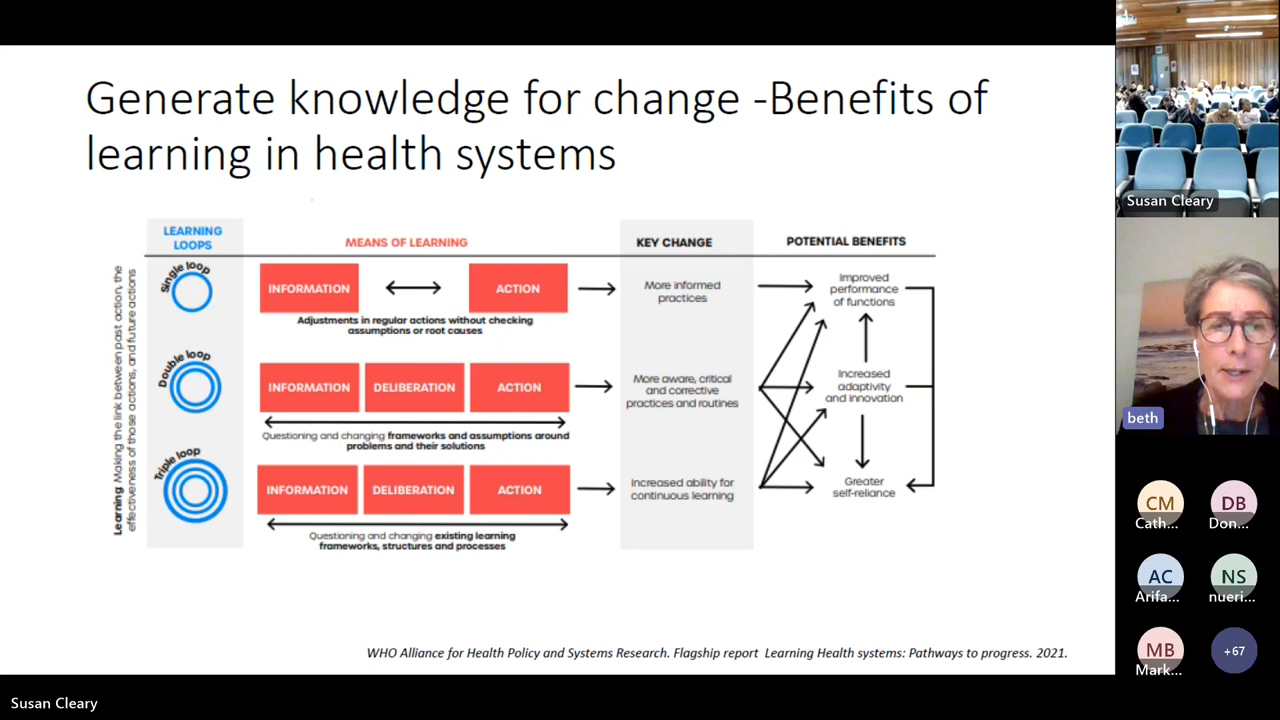 Generate knowledge for change -Benefits of
learning in health systems
LEARNING
LOOPS
MEANS OF LEARNING
KEY CHANGE
POTENTIAL BENEFITS
Learning: Making the link between past action, the
effectiveness of those actions, and future actions
Single loop
INFORMATION
ACTION
Adjustments in regular actions without checking
assumptions or root causes
More informed
practices
Improved
performance
of functions
Double loop
INFORMATION
DELIBERATION
ACTION
Questioning and changing frameworks and assumptions around
problems and their solutions
More aware, critical
and corrective
practices and routines
Increased
adaptivity
and innovation
Triple loop
INFORMATION
DELIBERATION
ACTION
Questioning and changing existing learning
frameworks, structures and processes
Increased ability for
continuous learning
Greater
self-reliance
WHO Alliance for Health Policy and Systems Research. Flagship report Learning Health systems: Pathways to progress. 2021.
Susan Cleary
Susan Cleary
beth
CM
Cath...
DB
Don...
AC
Arifa...
NS
nueri...
MB
Mark...
+67